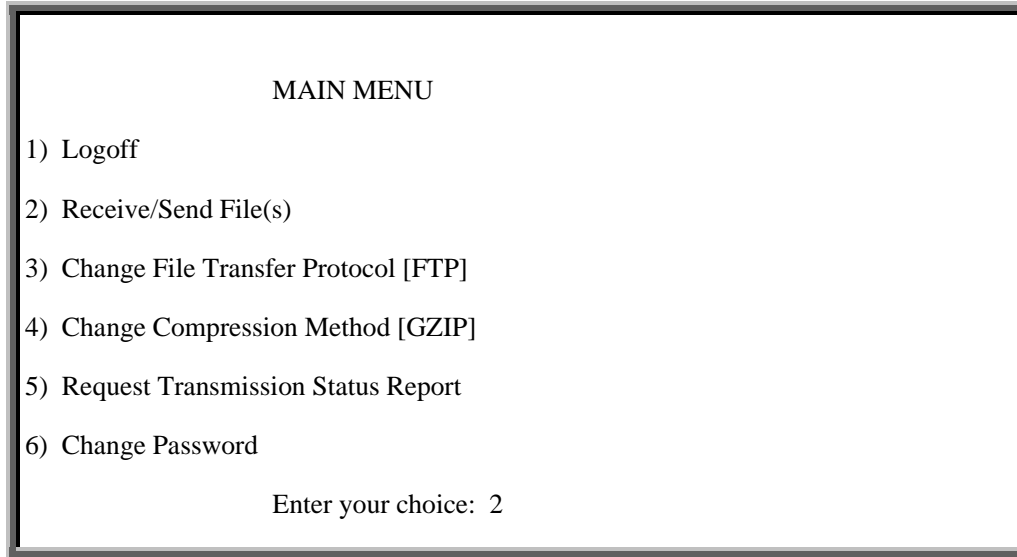 MAIN MENU
1) Logoff
2) Receive/Send File(s)
3) Change File Transfer Protocol [FTP]
4) Change Compression Method [GZIP]
5) Request Transmission Status Report
6) Change Password
Enter your choice: 2